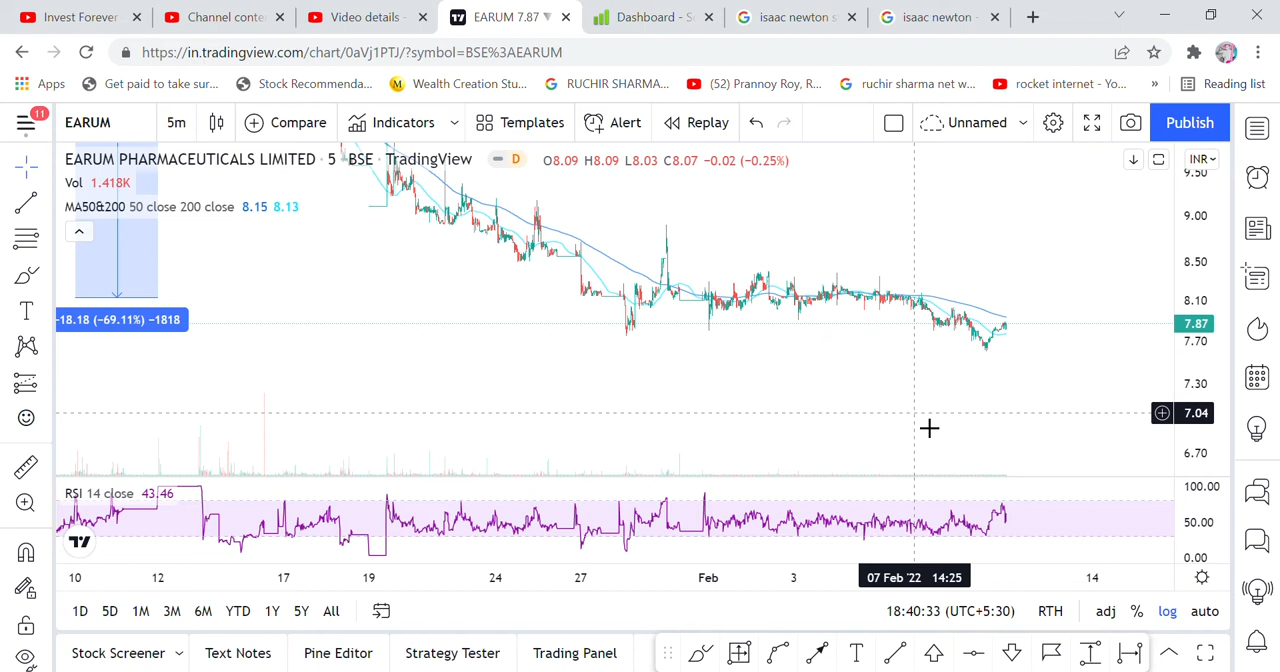 Invest Forever
Channel conte
Video details -
EARUM 7.87
Dashboard - S
isaac newton s
isaac newton -
https://in.tradingview.com/chart/0aVj1PTJ/?symbol=BSE%3AEARUM
Apps
Get paid to take sur...
Stock Recommenda...
M
Wealth Creation Stu...
RUCHIR SHARMA...
(52) Prannoy Roy, R...
ruchir sharma net w...
rocket internet - Yo...
»
Reading list
11
EARUM
5m
Compare
Indicators
Templates
Alert
Replay
Unnamed
Publish
EARUM PHARMACEUTICALS LIMITED · 5 · BSE · TradingView
D
O8.09 H8.09 L8.03 C8.07 −0.02 (−0.25%)
INR
Vol 1.418K
MA50&200 50 close 200 close 8.15 8.13
9.50
9.00
8.50
8.10
7.87
7.70
7.30
7.04
6.70
-18.18 (−69.11%) −1818
RSI 14 close 43.46
100.00
50.00
0.00
10 12 17 19 24 27 Feb 3 07 Feb '22 14:25 14
1D 5D 1M 3M 6M YTD 1Y 5Y All
18:40:33 (UTC+5:30) RTH adj % log auto
Stock Screener
Text Notes
Pine Editor
Strategy Tester
Trading Panel